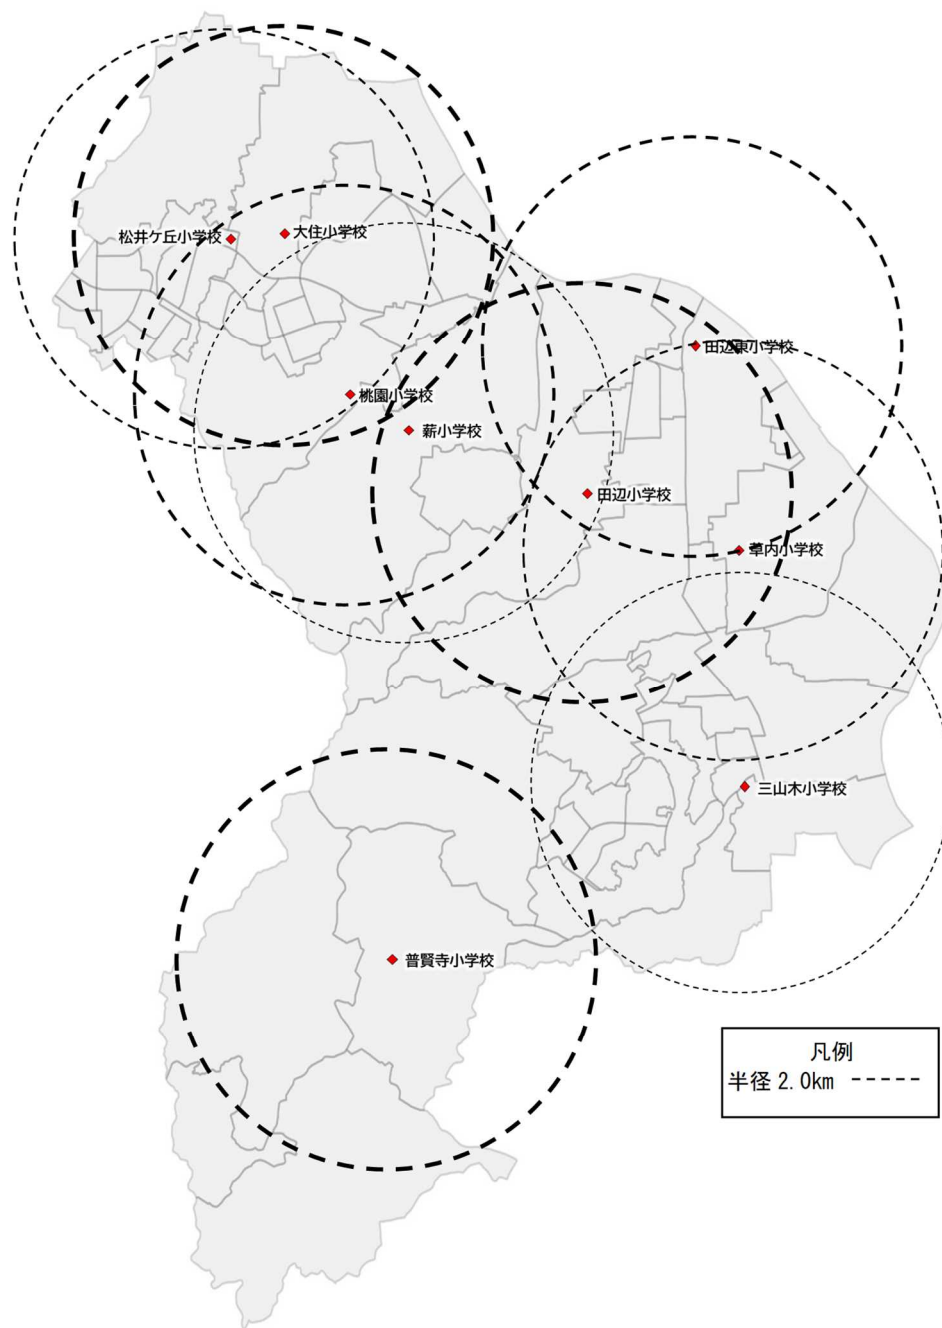 松井ケ丘小学校
大住小学校
田辺東小学校
桃園小学校
薪小学校
田辺小学校
草内小学校
三山木小学校
普賢寺小学校
凡例
半径 2.0km